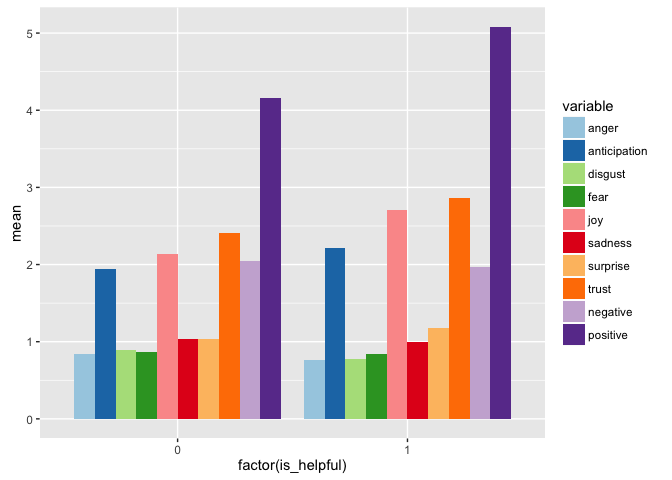 5
4
3
2
1
0
mean
0
1
factor(is_helpful)
variable
anger
anticipation
disgust
fear
joy
sadness
surprise
trust
negative
positive